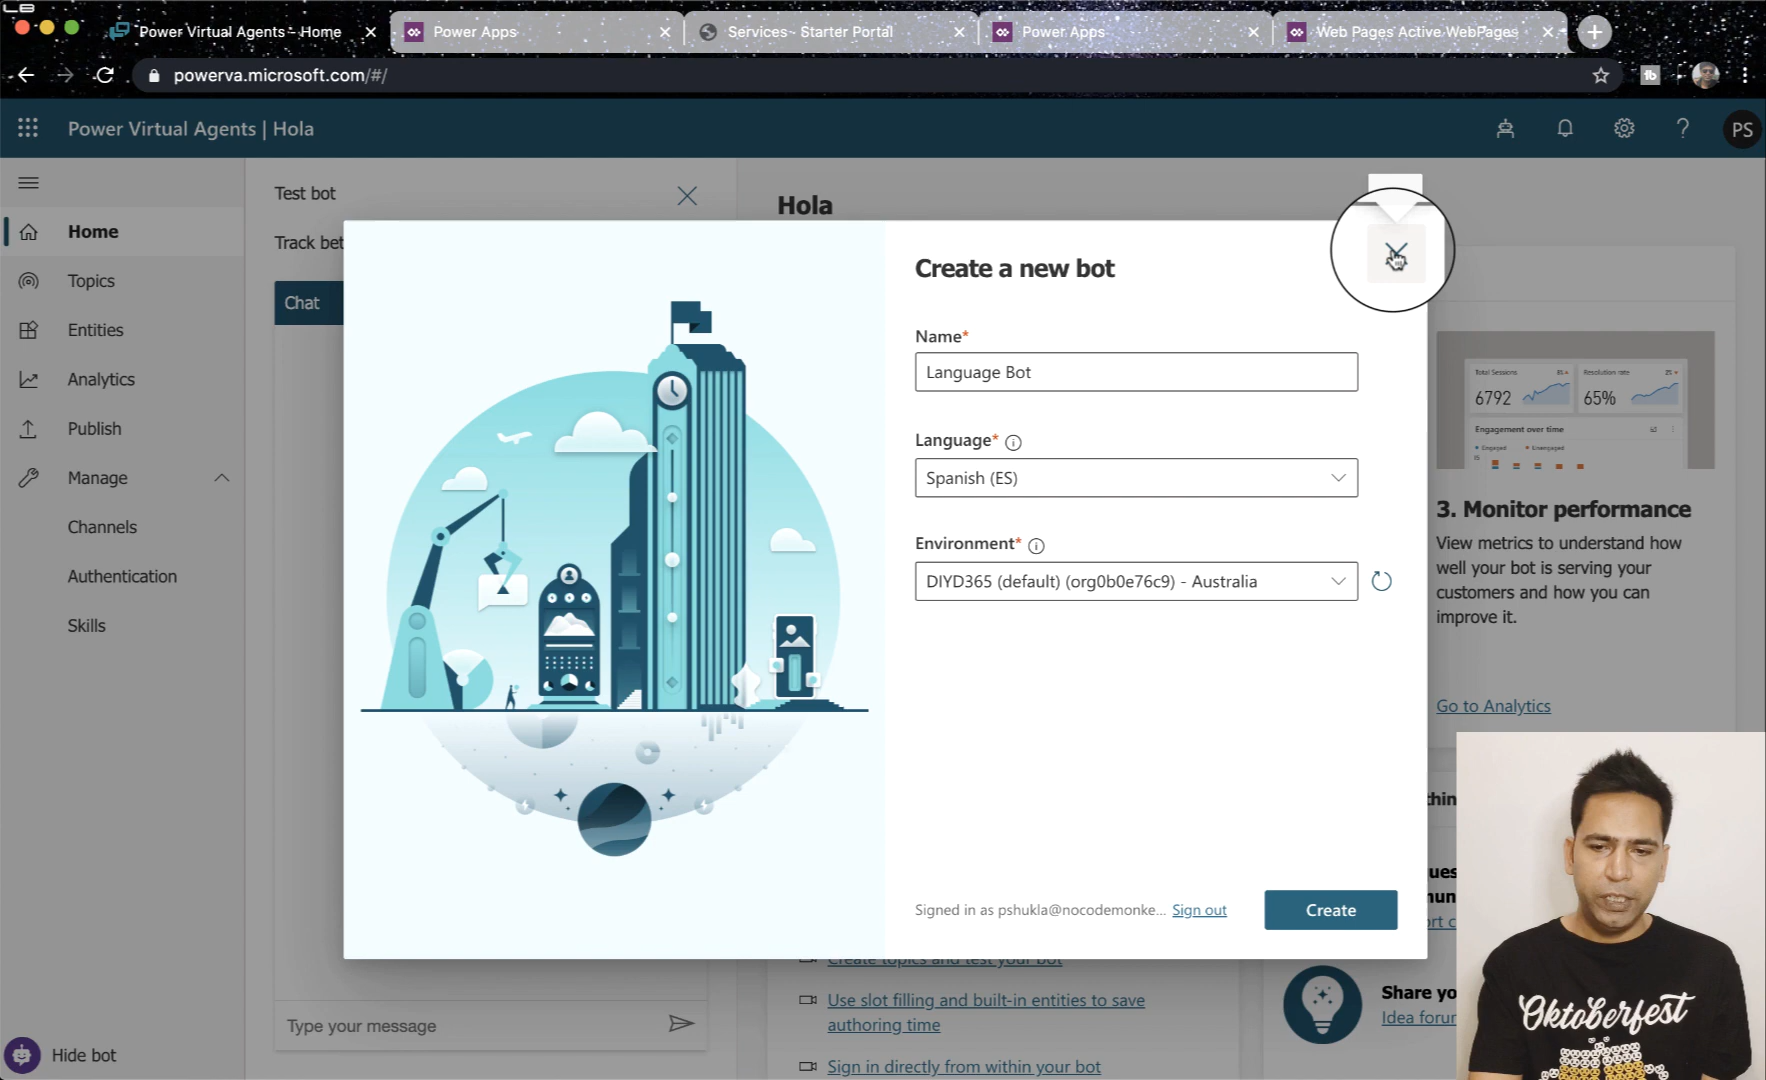 Power Virtual Agents - Home
Power Apps
Services - Starter Portal
Power Apps
Web Pages Active WebPages
powerva.microsoft.com/#/
Power Virtual Agents | Hola
PS
Home
Topics
Entities
Analytics
Publish
Manage
Channels
Authentication
Skills
Hide bot
Test bot
Track bet
Chat
Type your message
Hola
Create a new bot
Name*
Language Bot
Language*
Spanish (ES)
Environment*
DIYD365 (default) (org0b0e76c9) - Australia
Signed in as pshukla@nocodemonke... Sign out
Create
Total Sessions
6792
Resolution rate
65%
Engagement over time
3. Monitor performance
View metrics to understand how
well your bot is serving your
customers and how you can
improve it.
Go to Analytics
Create topics and test your bot
Use slot filling and built-in entities to save
authoring time
Sign in directly from within your bot
Share yo
Idea forur
Oktoberfest